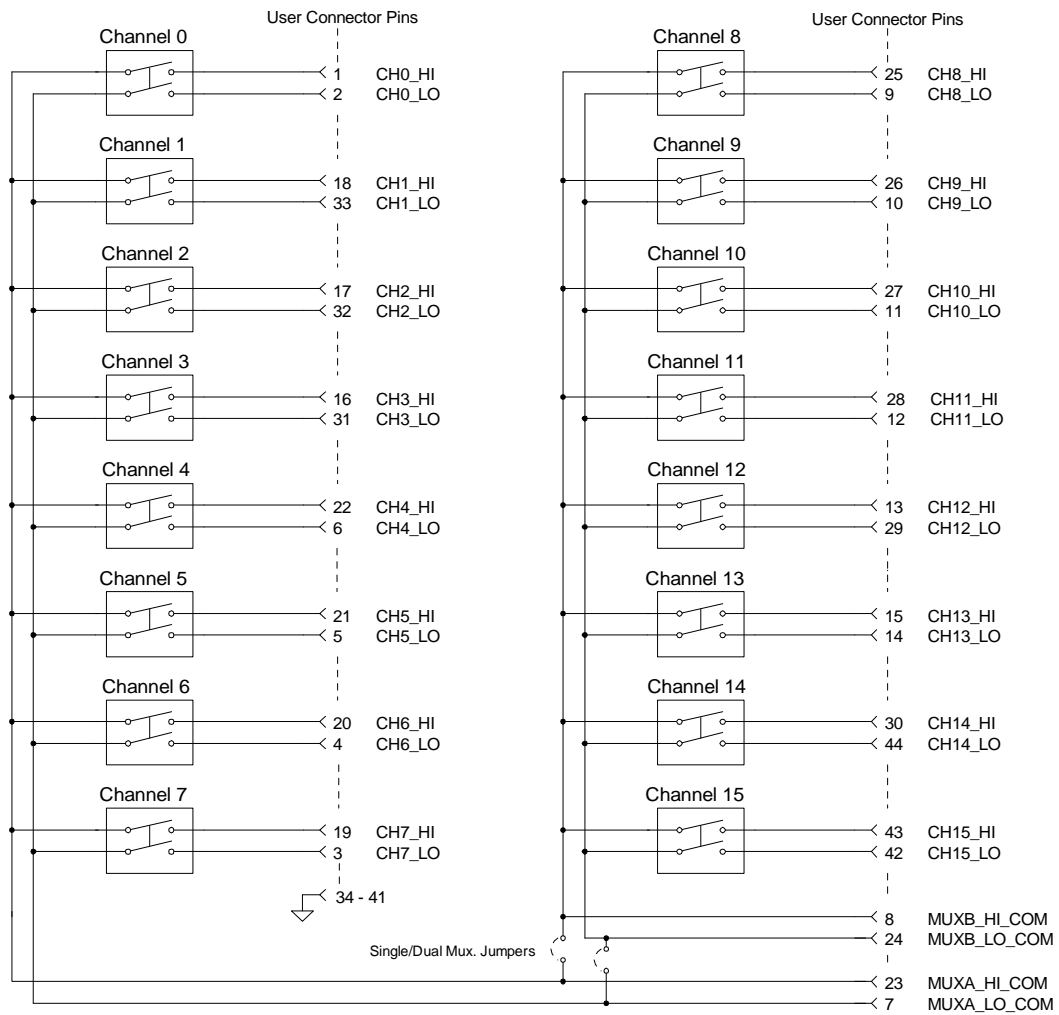 User Connector Pins
Channel 0
1 CH0_HI
2 CH0_LO
Channel 1
18 CH1_HI
33 CH1_LO
Channel 2
17 CH2_HI
32 CH2_LO
Channel 3
16 CH3_HI
31 CH3_LO
Channel 4
22 CH4_HI
6 CH4_LO
Channel 5
21 CH5_HI
5 CH5_LO
Channel 6
20 CH6_HI
4 CH6_LO
Channel 7
19 CH7_HI
3 CH7_LO
34 - 41
User Connector Pins
Channel 8
25 CH8_HI
9 CH8_LO
Channel 9
26 CH9_HI
10 CH9_LO
Channel 10
27 CH10_HI
11 CH10_LO
Channel 11
28 CH11_HI
12 CH11_LO
Channel 12
13 CH12_HI
29 CH12_LO
Channel 13
15 CH13_HI
14 CH13_LO
Channel 14
30 CH14_HI
44 CH14_LO
Channel 15
43 CH15_HI
42 CH15_LO
8 MUXB_HI_COM
24 MUXB_LO_COM
Single/Dual Mux. Jumpers
23 MUXA_HI_COM
7 MUXA_LO_COM